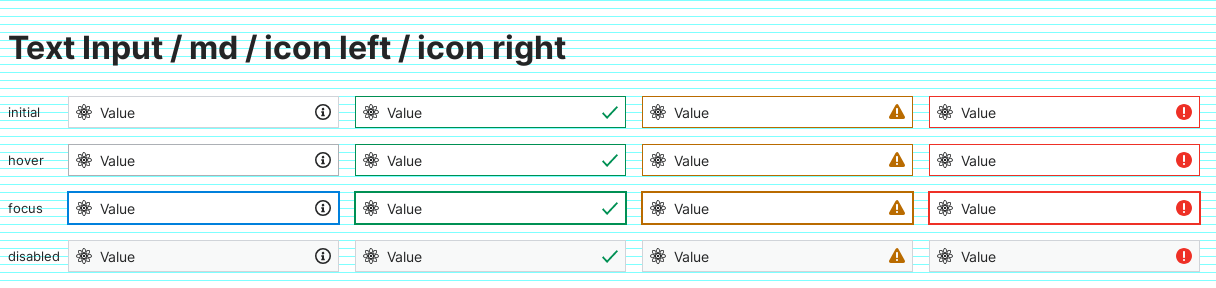 Text Input / md / icon left / icon right
initial Value Value Value Value
hover Value Value Value Value
focus Value Value Value Value
disabled Value Value Value Value